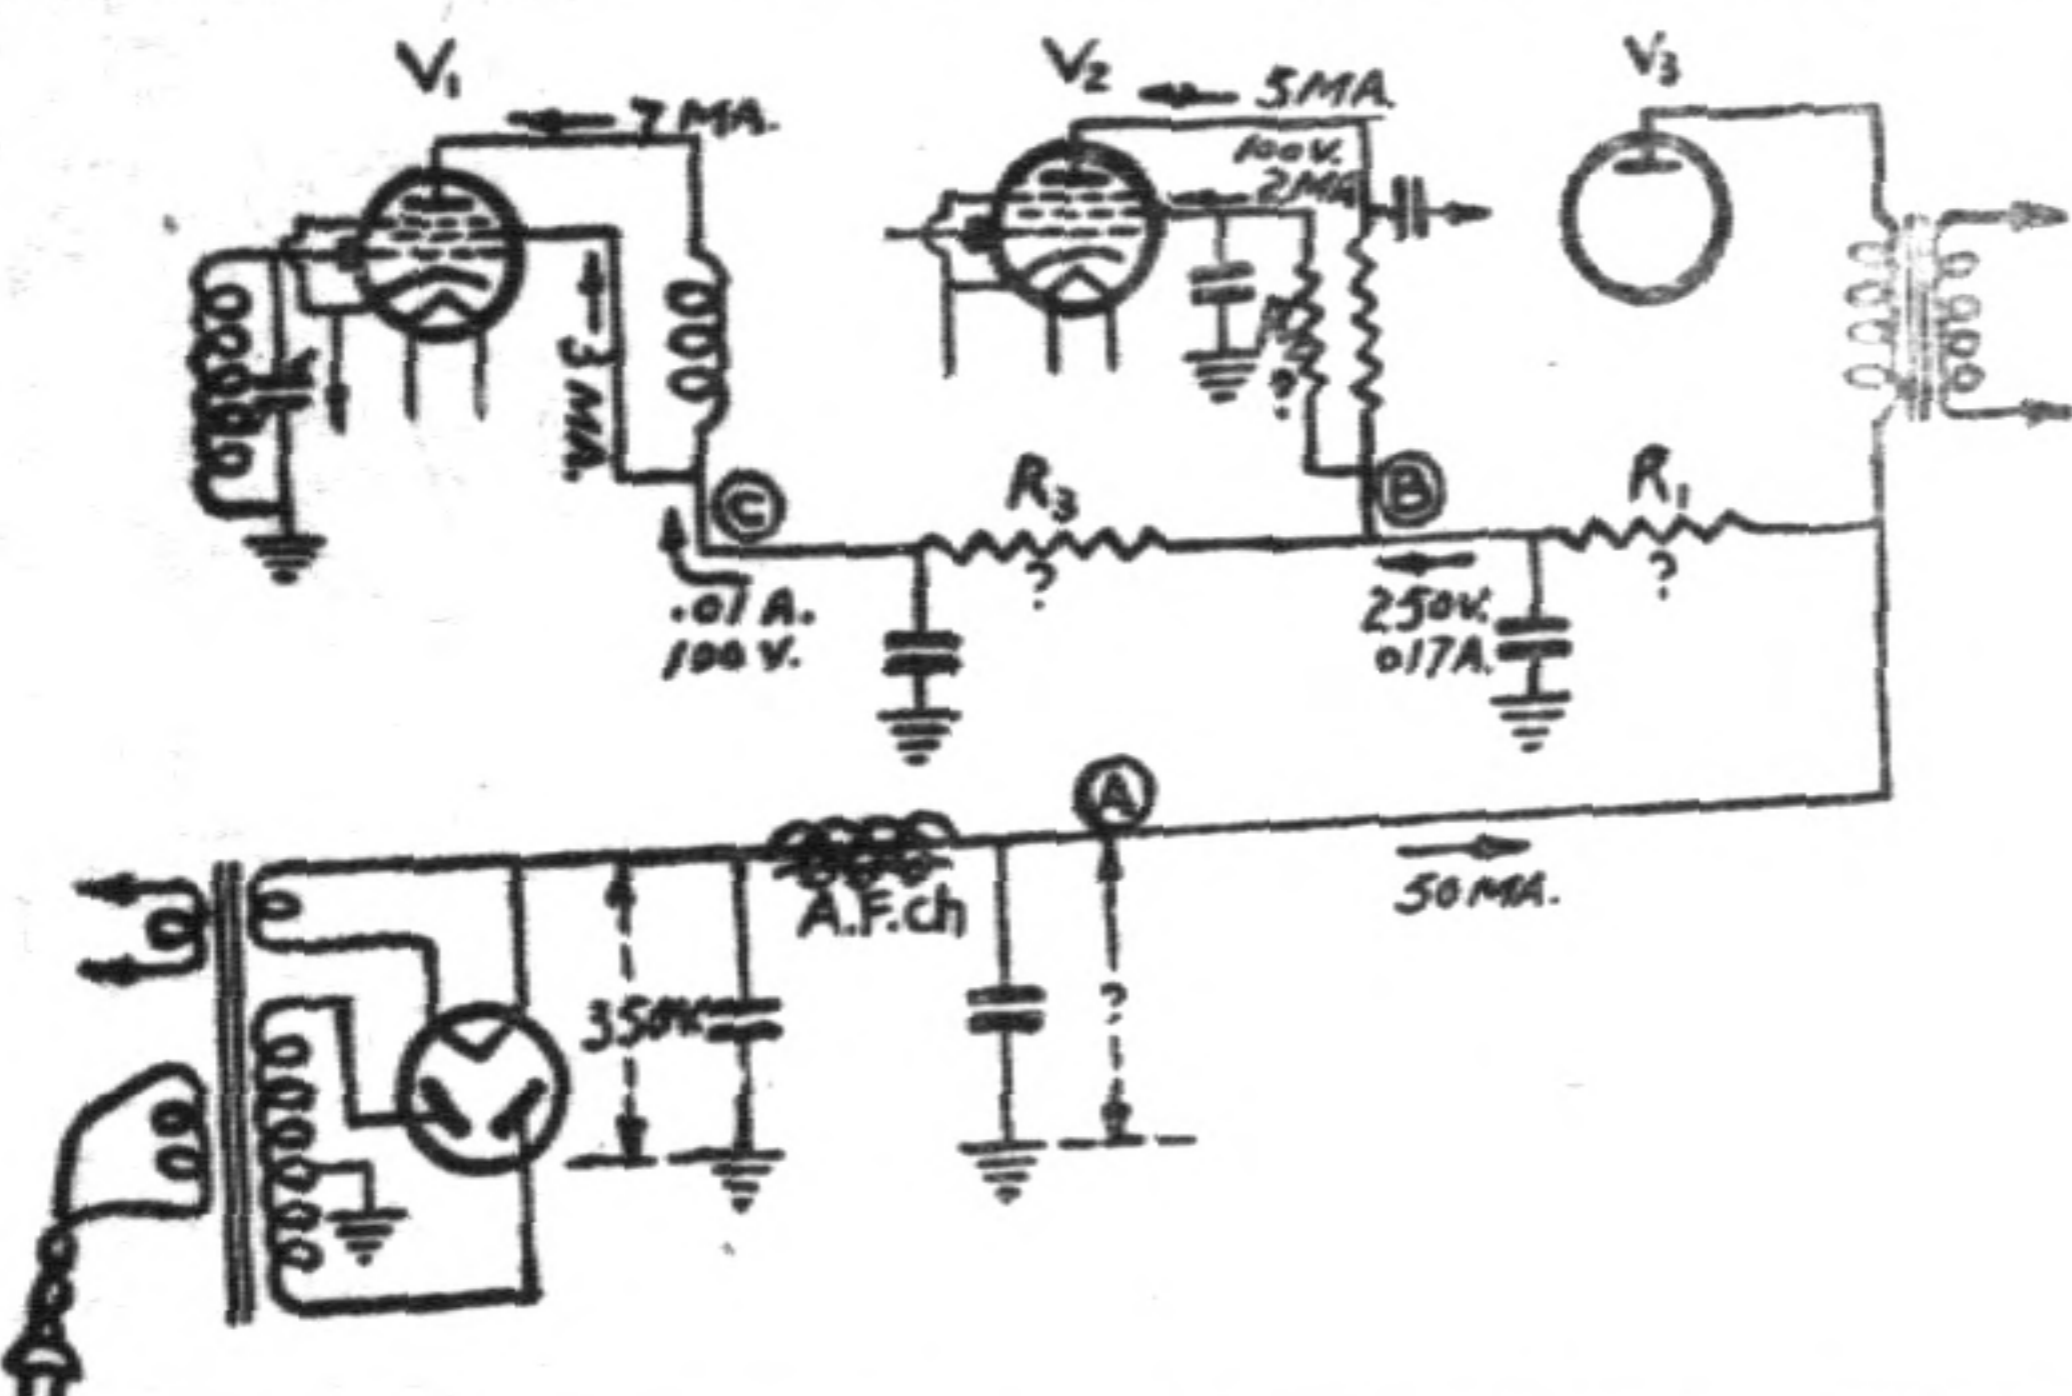 V₁
7 MA.
V₂
5 MA.
100 V.
2 MA
V₃
3 MA.
?
C
R₃
?
B
R₁
?
.01 A.
100 V.
250 V.
.017 A.
A
50 MA.
A.F.ch
350 V.
?